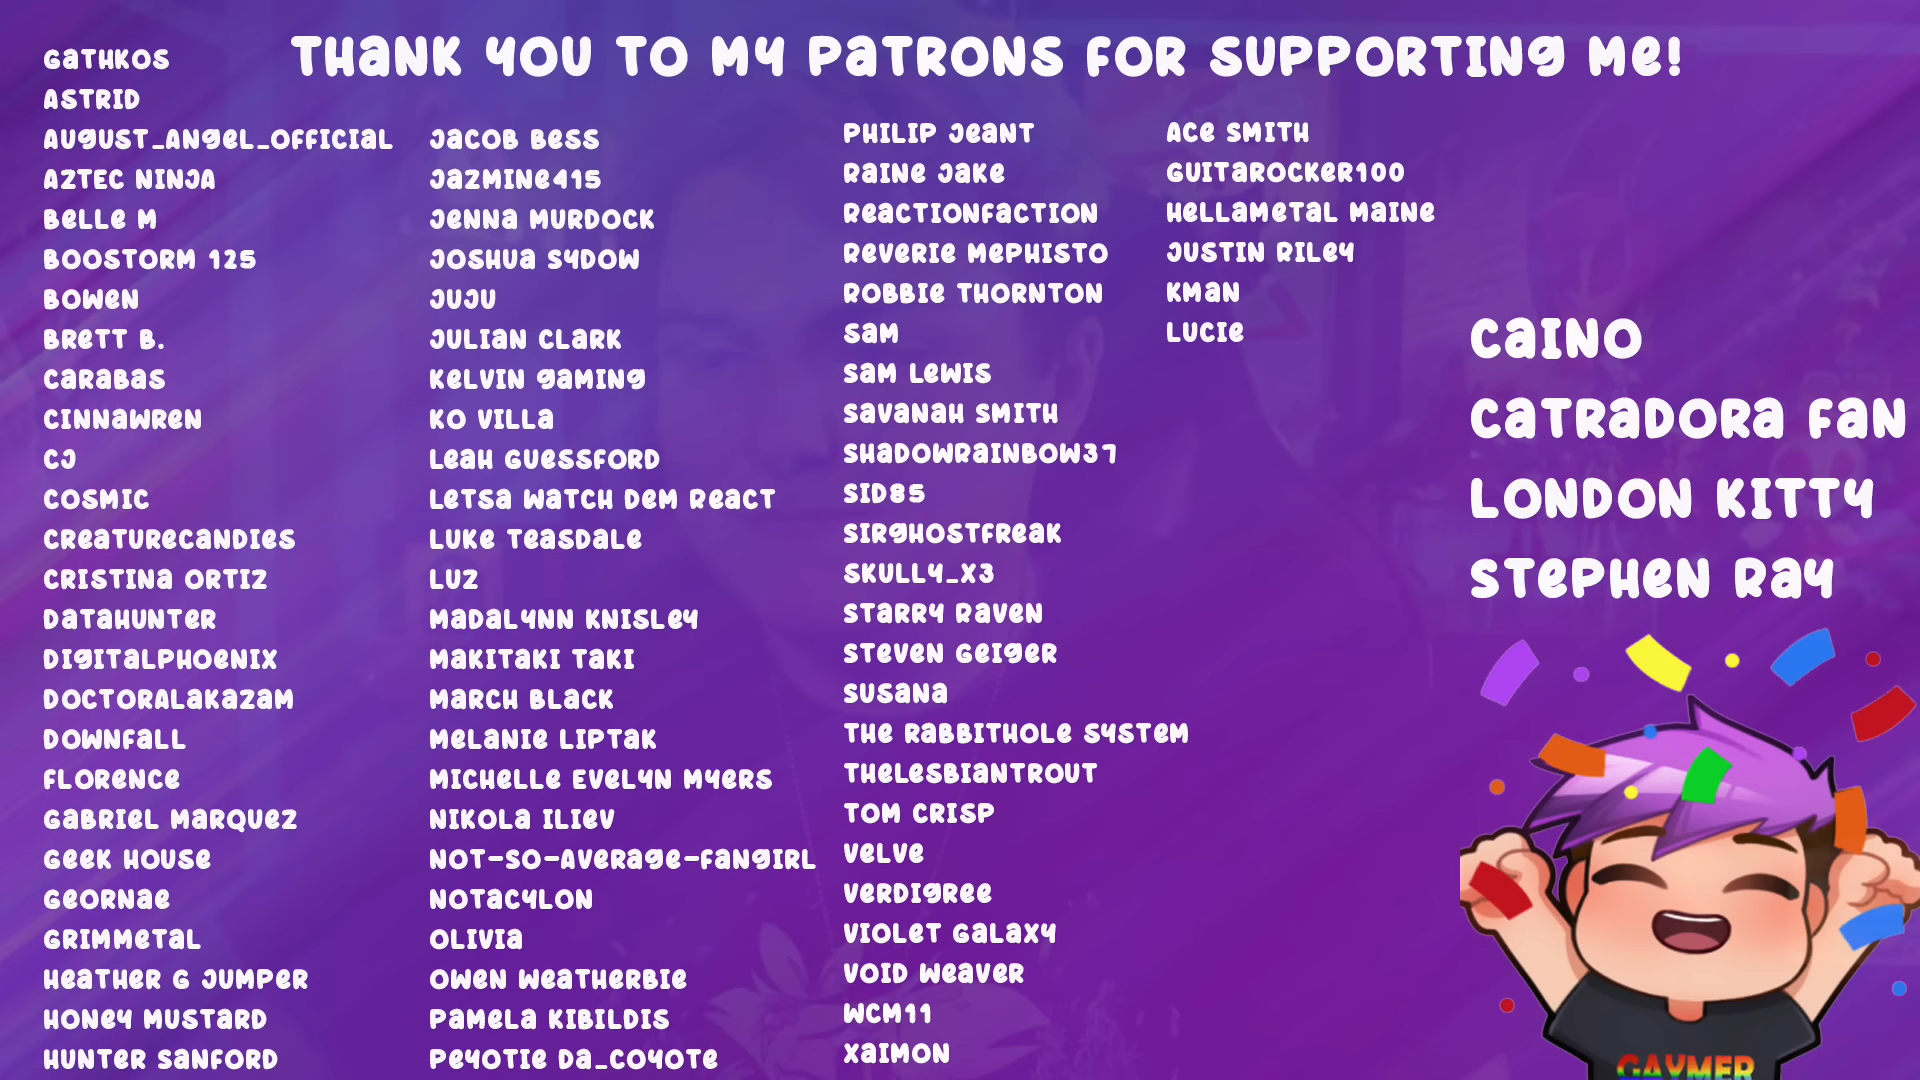 THANK YOU TO MY PATRONS FOR SUPPORTING ME!
GATHKOS
ASTRID
AUGUST_ANGEL_OFFICIAL
AZTEC NINJA
BELLE M
BOOSTORM 125
BOWEN
BRETT B.
CARABAS
CINNAWREN
CJ
COSMIC
CREATURECANDIES
CRISTINA ORTIZ
DATAHUNTER
DIGITALPHOENIX
DOCTORALAKAZAM
DOWNFALL
FLORENCE
GABRIEL MARQUEZ
GEEK HOUSE
GEORNAE
GRIMMETAL
HEATHER G JUMPER
HONEY MUSTARD
HUNTER SANFORD
JACOB BESS
JAZMINE415
JENNA MURDOCK
JOSHUA SYDOW
JUJU
JULIAN CLARK
KELVIN GAMING
KO VILLA
LEAH GUESSFORD
LETSA WATCH DEM REACT
LUKE TEASDALE
LUZ
MADALYNN KNISLEY
MAKITAKI TAKI
MARCH BLACK
MELANIE LIPTAK
MICHELLE EVELYN MYERS
NIKOLA ILIEV
NOT-SO-AVERAGE-FANGIRL
NOTACYLON
OLIVIA
OWEN WEATHERBIE
PAMELA KIBILDIS
PEYOTIE DA_COYOTE
PHILIP JEANT
RAINE JAKE
REACTIONFACTION
REVERIE MEPHISTO
ROBBIE THORNTON
SAM
SAM LEWIS
SAVANAH SMITH
SHADOWRAINBOW37
SID85
SIRGHOSTFREAK
SKULLY_X3
STARRY RAVEN
STEVEN GEIGER
SUSANA
THE RABBITHOLE SYSTEM
THELESBIANTROUT
TOM CRISP
VELVE
VERDIGREE
VIOLET GALAXY
VOID WEAVER
WCM11
XAIMON
ACE SMITH
GUITAROCKER100
HELLAMETAL MAINE
JUSTIN RILEY
KMAN
LUCIE
CAINO
CATRADORA FAN
LONDON KITTY
STEPHEN RAY
GAYMER